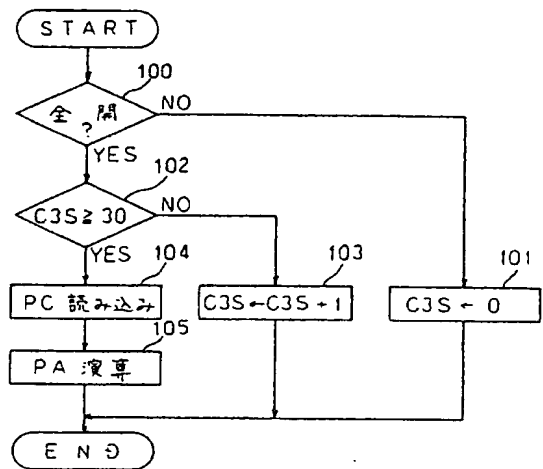 START
100
全 開
?
NO
YES
102
C3S≧30
NO
YES
104
PC 読み込み
103
C3S←C3S+1
101
C3S←0
105
PA 演算
END